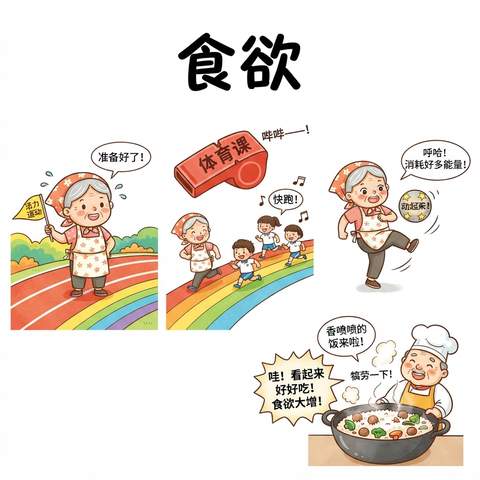 食欲
准备好了！
活力
运动
体育课
哔哔——！
快跑！
呼哈！
消耗好多能量！
动起来！
香喷喷的
饭来啦！
犒劳一下！
哇！看起来
好好吃！
食欲大增！